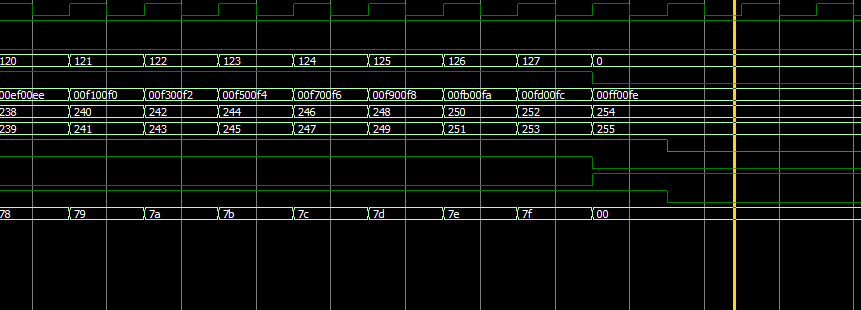 120 121 122 123 124 125 126 127 0
00ef00ee 00f100f0 00f300f2 00f500f4 00f700f6 00f900f8 00fb00fa 00fd00fc 00ff00fe
238 240 242 244 246 248 250 252 254
239 241 243 245 247 249 251 253 255
78 79 7a 7b 7c 7d 7e 7f 00